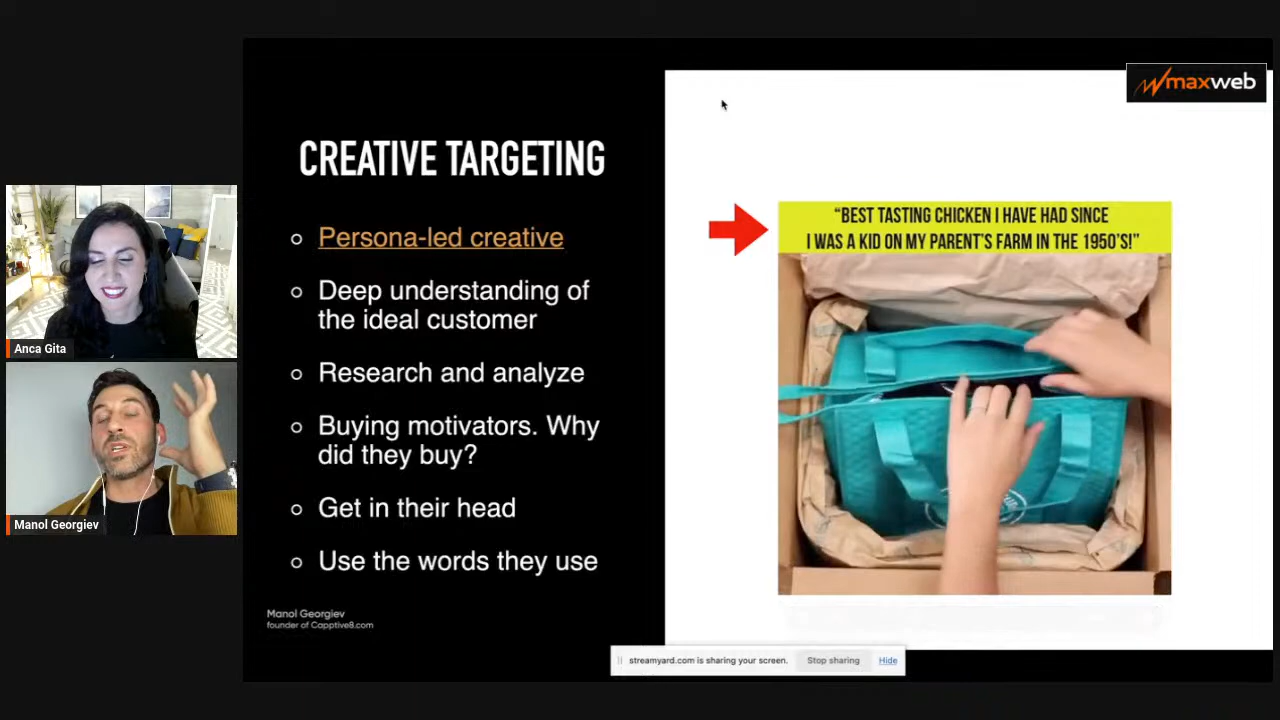 maxweb
CREATIVE TARGETING
Persona-led creative
Deep understanding of
the ideal customer
Research and analyze
Buying motivators. Why
did they buy?
Get in their head
Use the words they use
Manol Georgiev
founder of Capptive8.com
“BEST TASTING CHICKEN I HAVE HAD SINCE
I WAS A KID ON MY PARENT’S FARM IN THE 1950’S!”
Anca Gita
Manol Georgiev
streamyard.com is sharing your screen. Stop sharing Hide